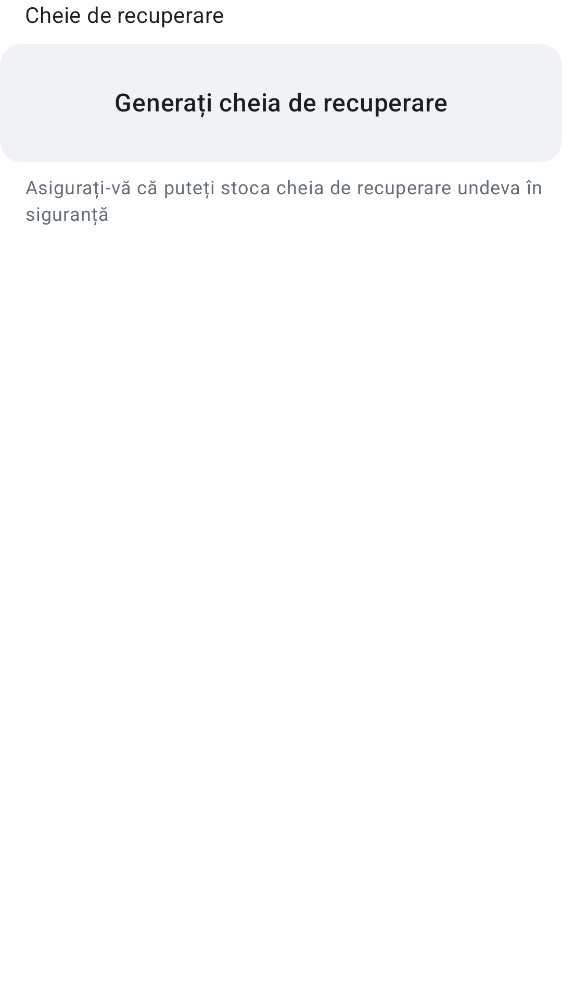 Cheie de recuperare
Generați cheia de recuperare
Asigurați-vă că puteți stoca cheia de recuperare undeva în
siguranță